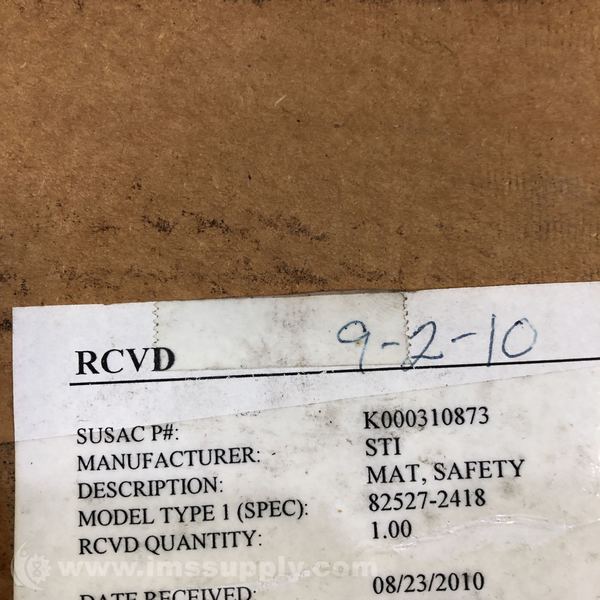 RCVD 9-2-10
SUSAC P#: K000310873
MANUFACTURER: STI
DESCRIPTION: MAT, SAFETY
MODEL TYPE 1 (SPEC): 82527-2418
RCVD QUANTITY: 1.00
DATE RECEIVED: 08/23/2010
www.imssupply.com